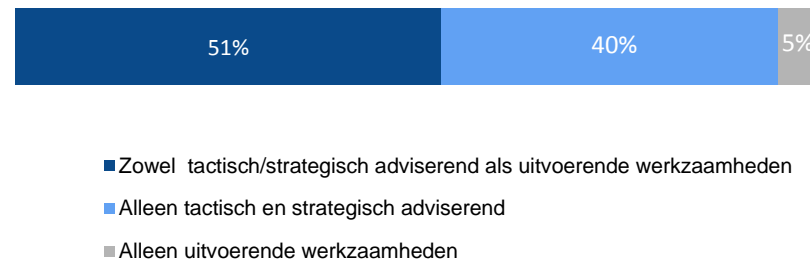 51% 40% 5%
Zowel tactisch/strategisch adviserend als uitvoerende werkzaamheden
Alleen tactisch en strategisch adviserend
Alleen uitvoerende werkzaamheden